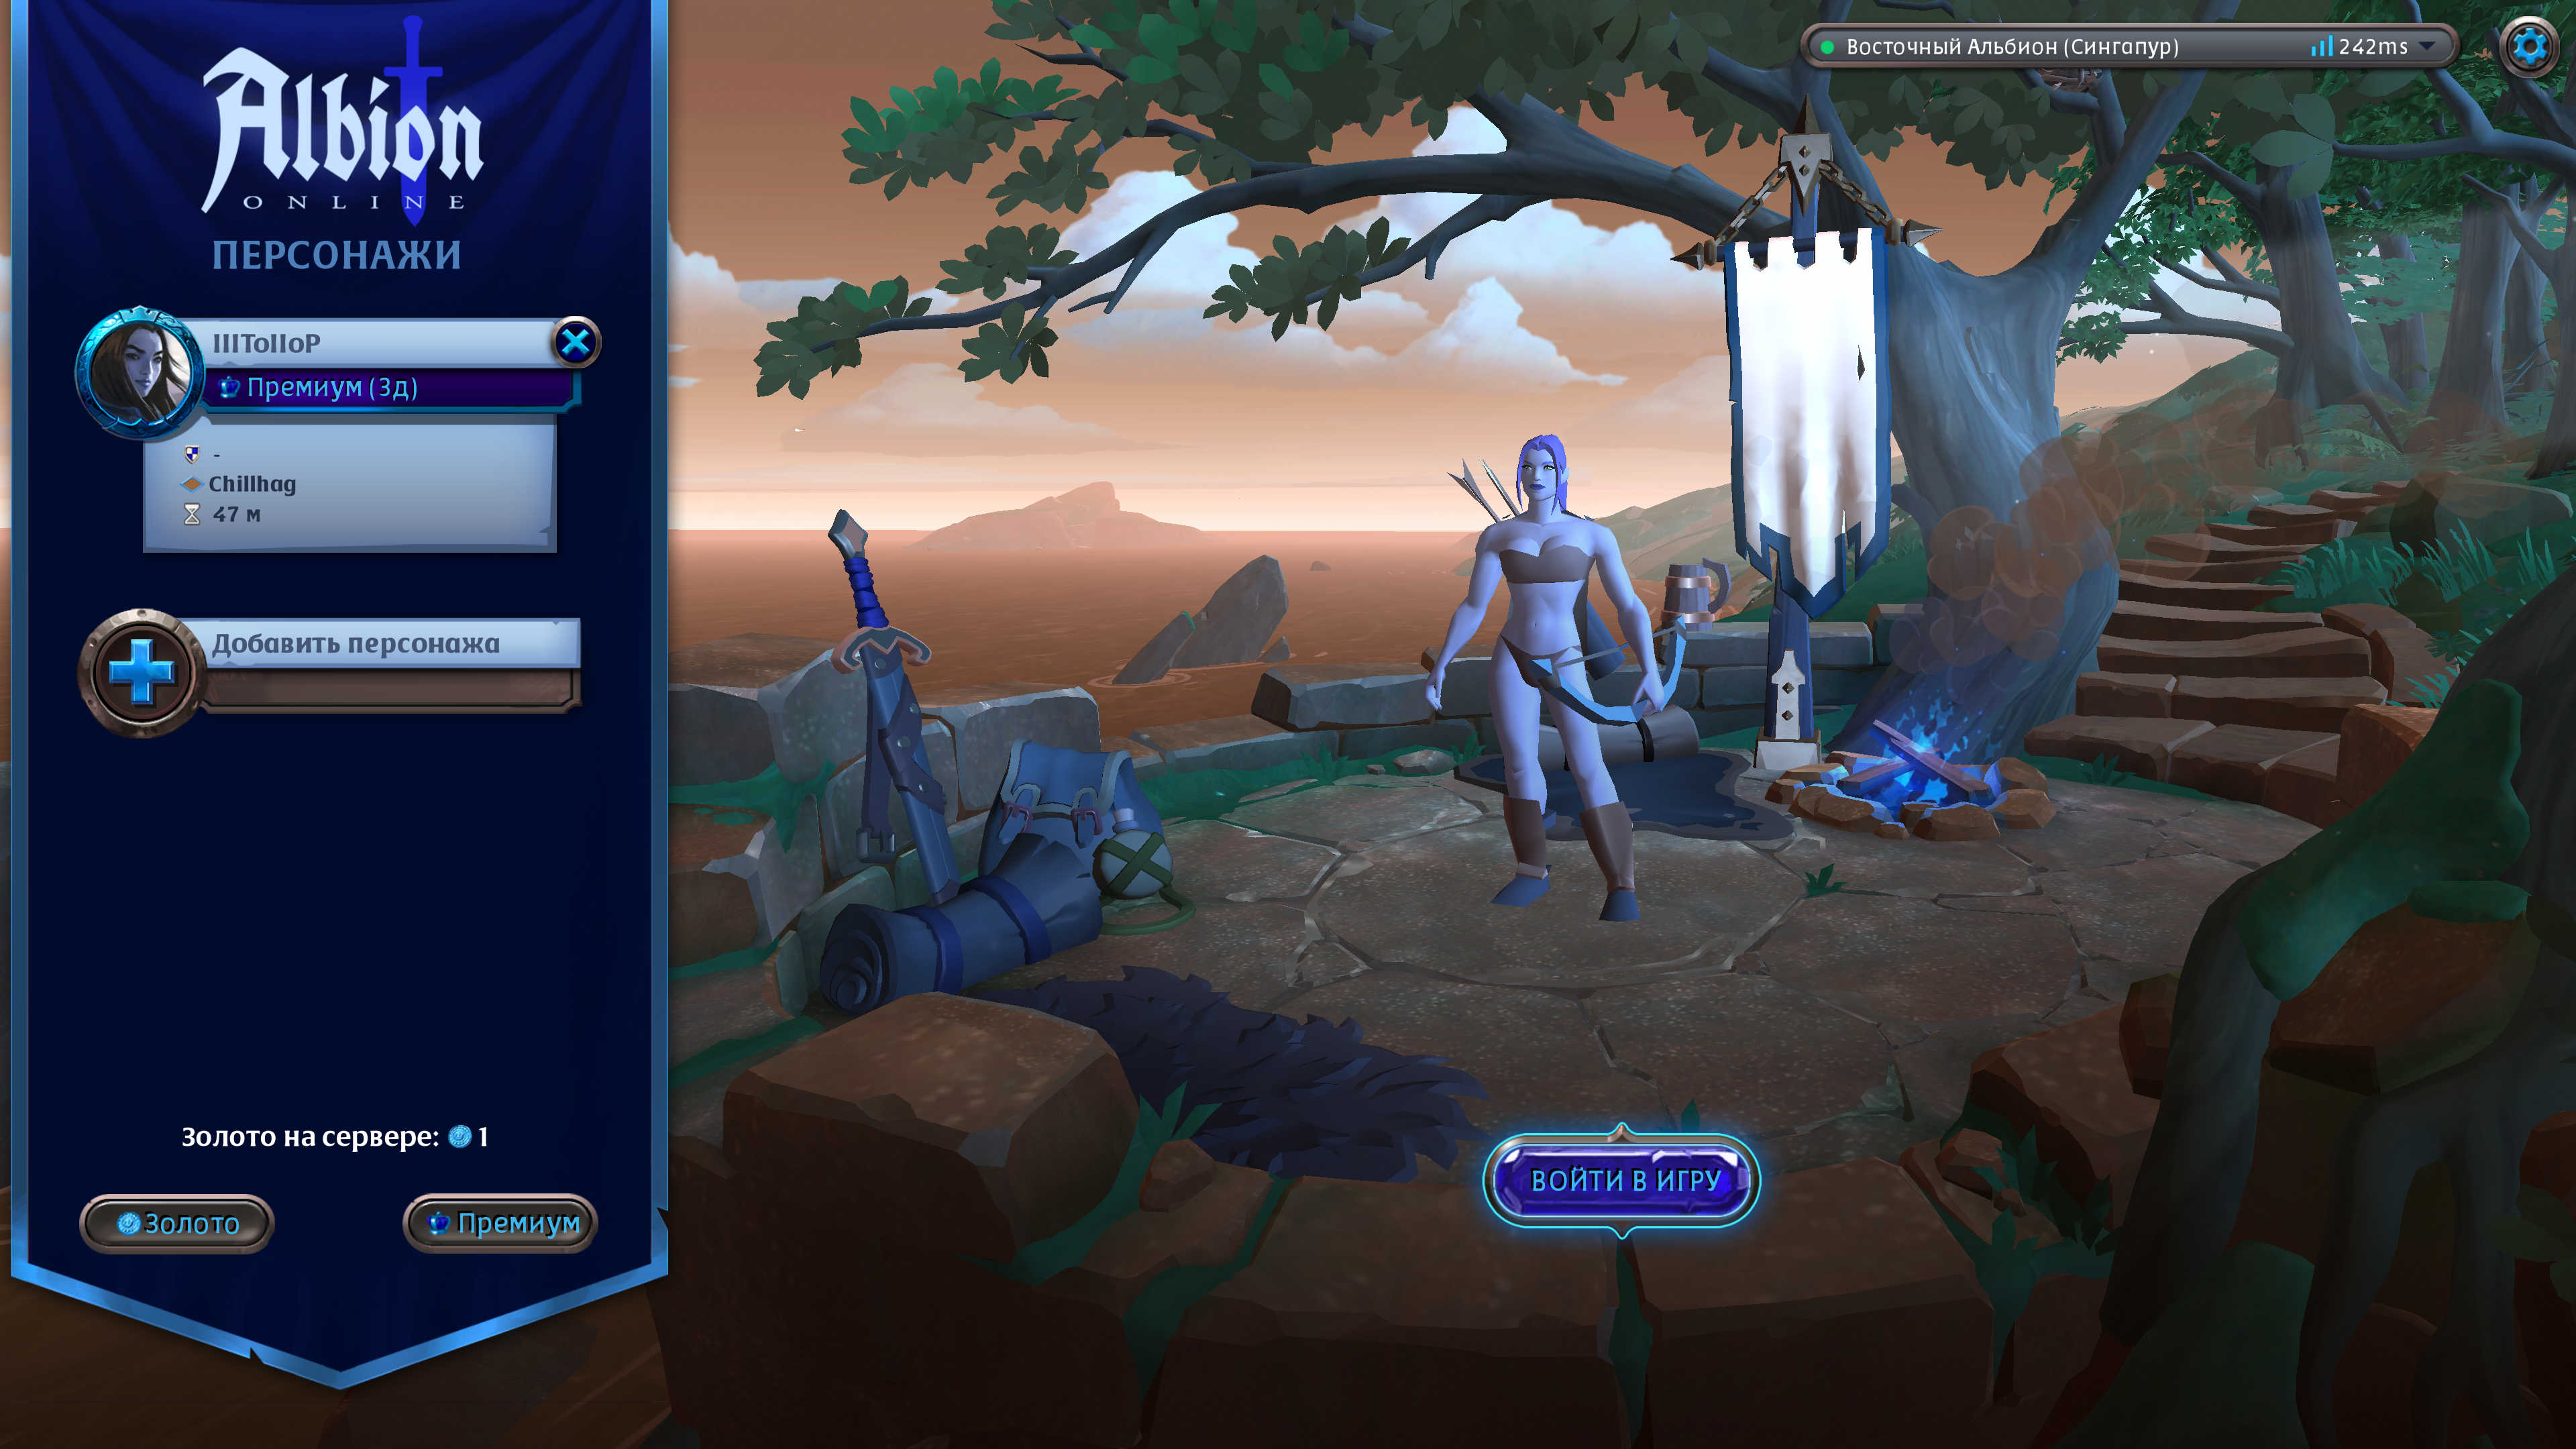 Albion
ONLINE
ПЕРСОНАЖИ
IIIToIIoP
Премиум (3д)
-
Chillhag
47 м
Добавить персонажа
Золото на сервере: 1
Золото
Премиум
Восточный Альбион (Сингапур) 242ms
ВОЙТИ В ИГРУ